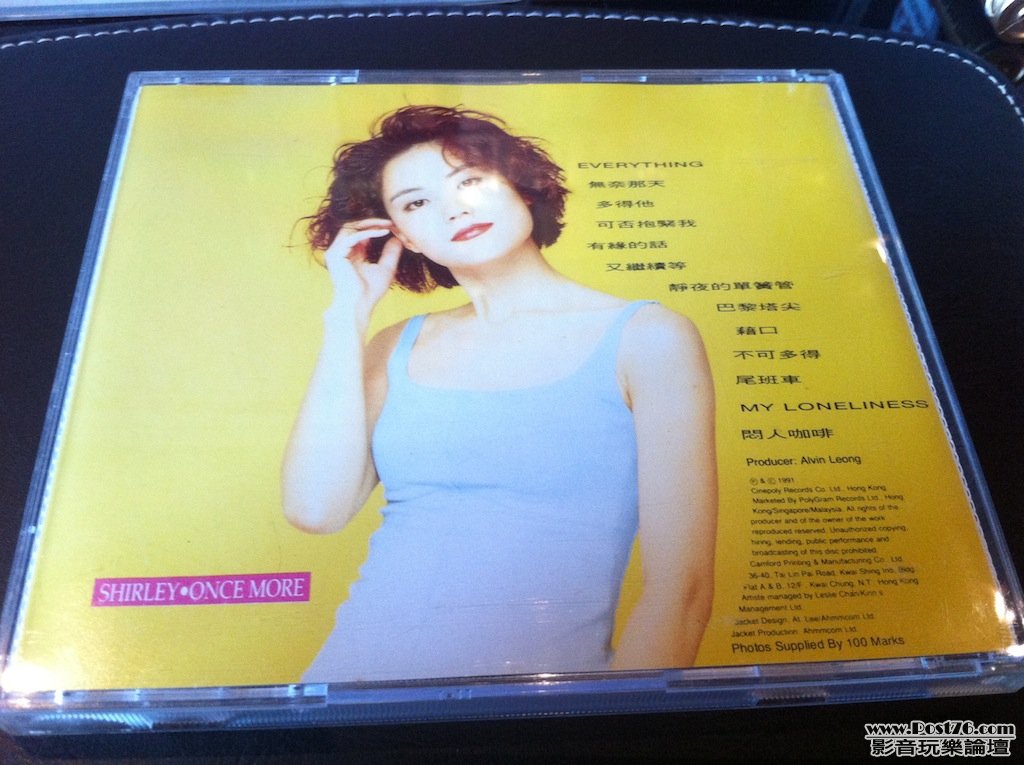 EVERYTHING
無奈那天
多得他
可否抱緊我
有緣的話
又繼續等
靜夜的單簧管
巴黎塔尖
藉口
不可多得
尾班車
MY LONELINESS
悶人咖啡
Producer: Alvin Leong
℗ & © 1991
Cinepoly Records Co. Ltd., Hong Kong.
Marketed By PolyGram Records Ltd., Hong
Kong/Singapore/Malaysia. All rights of the
producer and of the owner of the work
reproduced reserved. Unauthorized copying,
hiring, lending, public performance and
broadcasting of this disc prohibited.
Camford Printing & Manufacturing Co. Ltd.
36-40, Tai Lin Pai Road, Kwai Shing Ind. Bldg.
Flat A & B, 12/F., Kwai Chung, N.T. Hong Kong
Artiste managed by Leslie Chan/Kinn's
Management Ltd.
Jacket Design: At. Lee/Ahmmcom Ltd.
Jacket Production: Ahmmcom Ltd.
Photos Supplied By 100 Marks
SHIRLEY•ONCE MORE
www.Post76.com
影音玩樂論壇